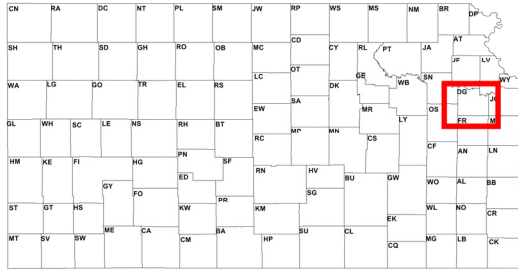 CN RA DC NT PL SM JW RP WS MS NM BR DP
CD AT
SH TH SD GH RO OB MC CY RL PT JA JF LV
OT GE SN WY
LC WB
WA LG GO TR EL RS DK DG
SA MR OS
EW LY FR
GL WH SC LE NS RH BT
RC CS
CF AN LN
PN
HM KE FI HG SF
RN HV
ED BU GW WO AL BB
GY FO SG
ST GT HS KW KM WL NO
CR
EK
ME CA BA SU CL
MT SV SW CM HP CQ MG LB CK